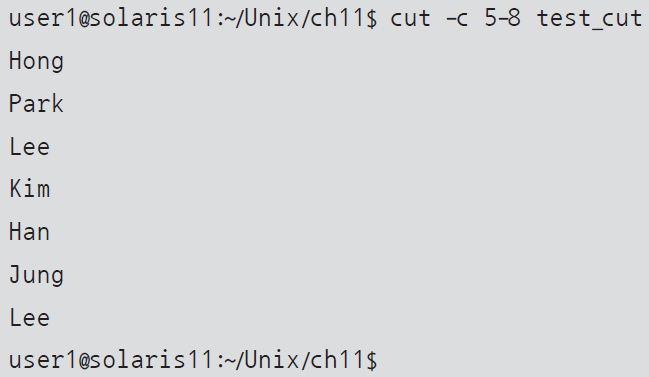 user1@solaris11:~/Unix/ch11$ cut -c 5-8 test_cut
Hong
Park
Lee
Kim
Han
Jung
Lee
user1@solaris11:~/Unix/ch11$